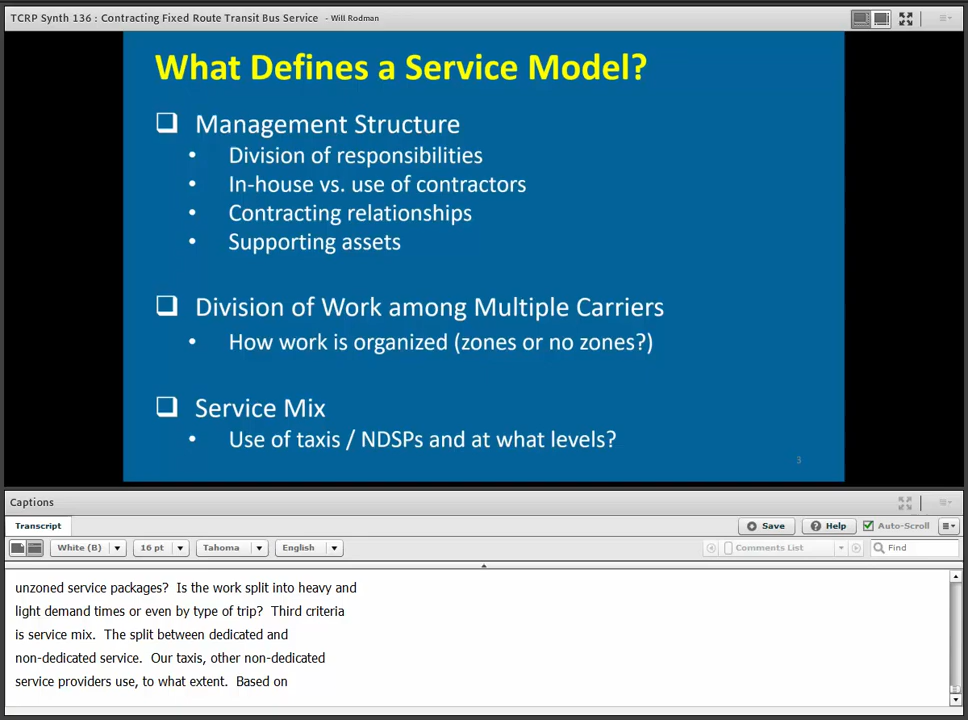 TCRP Synth 136 : Contracting Fixed Route Transit Bus Service - Will Rodman
What Defines a Service Model?
Management Structure
• Division of responsibilities
• In-house vs. use of contractors
• Contracting relationships
• Supporting assets
Division of Work among Multiple Carriers
• How work is organized (zones or no zones?)
Service Mix
• Use of taxis / NDSPs and at what levels?
3
Captions
Transcript
Save
Help
Auto-Scroll
White (B)
16 pt
Tahoma
English
Comments List
Find
unzoned service packages? Is the work split into heavy and
light demand times or even by type of trip? Third criteria
is service mix. The split between dedicated and
non-dedicated service. Our taxis, other non-dedicated
service providers use, to what extent. Based on